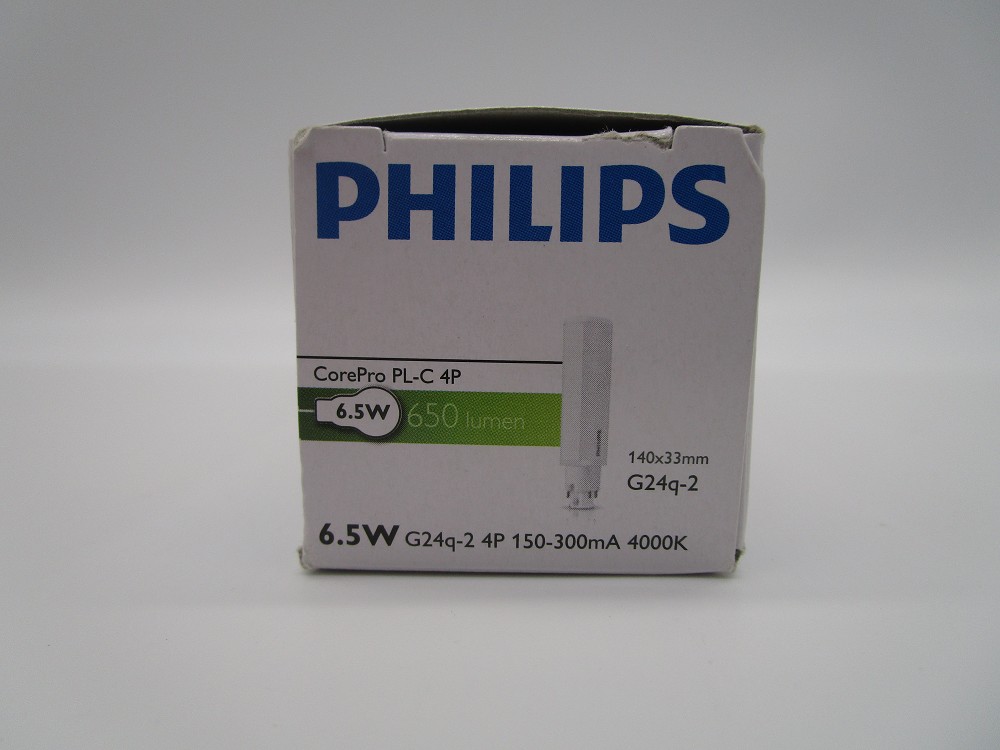 PHILIPS
CorePro PL-C 4P
6.5W 650 lumen
140x33mm
G24q-2
6.5W G24q-2 4P 150-300mA 4000K